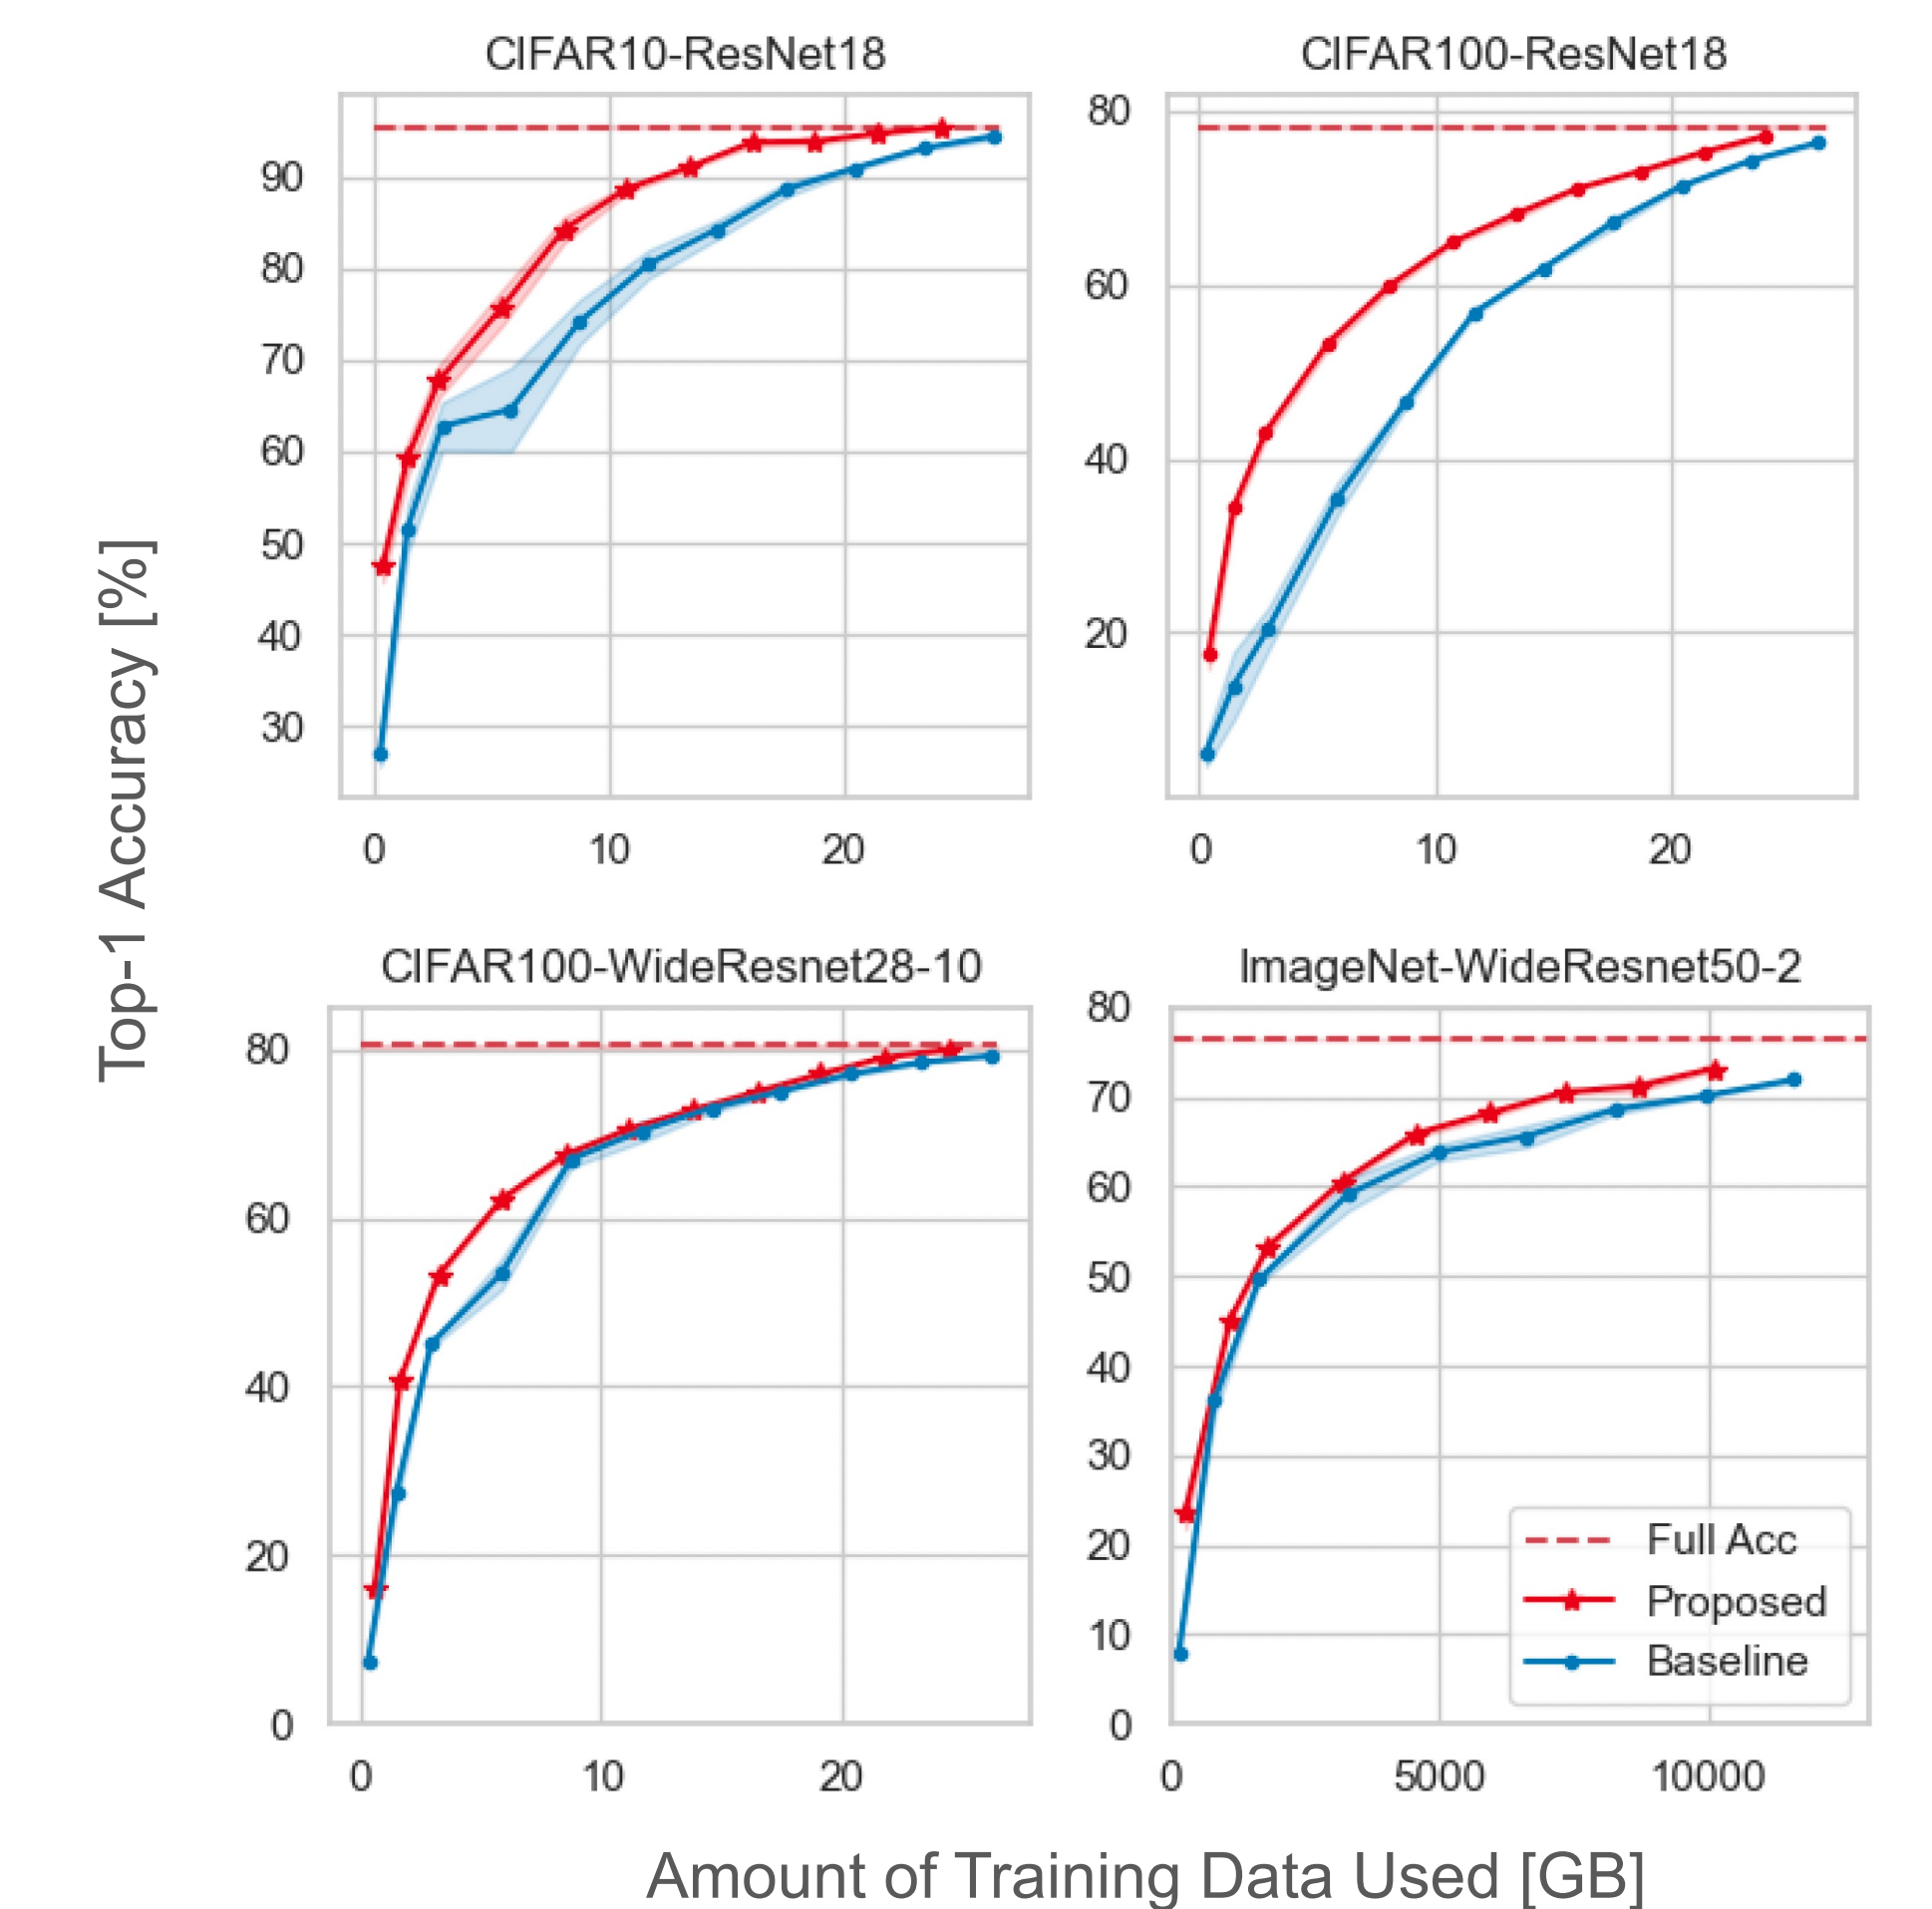 CIFAR10-ResNet18
90
80
70
60
50
40
30
0 10 20
CIFAR100-ResNet18
80
60
40
20
0 10 20
Top-1 Accuracy [%]
CIFAR100-WideResnet28-10
80
60
40
20
0
0 10 20
ImageNet-WideResnet50-2
80
70
60
50
40
30
20
10
0
0 5000 10000
Full Acc
Proposed
Baseline
Amount of Training Data Used [GB]